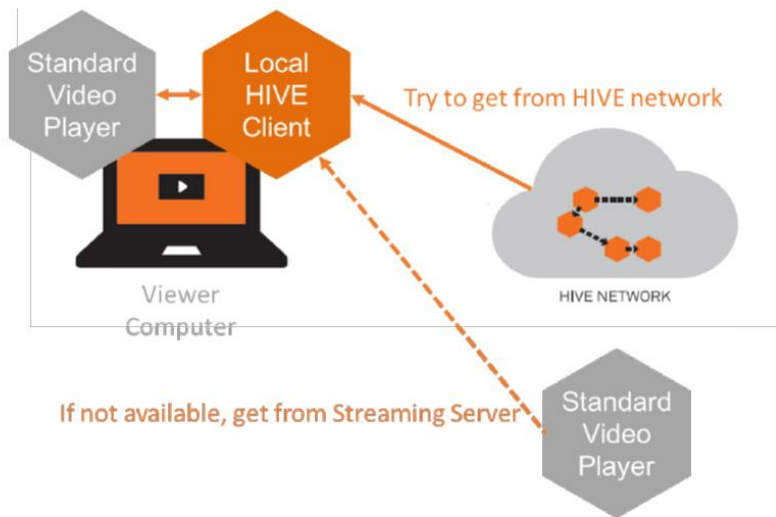 Standard
Video
Player
Local
HIVE
Client
Try to get from HIVE network
HIVE NETWORK
Viewer
Computer
If not available, get from Streaming Server
Standard
Video
Player